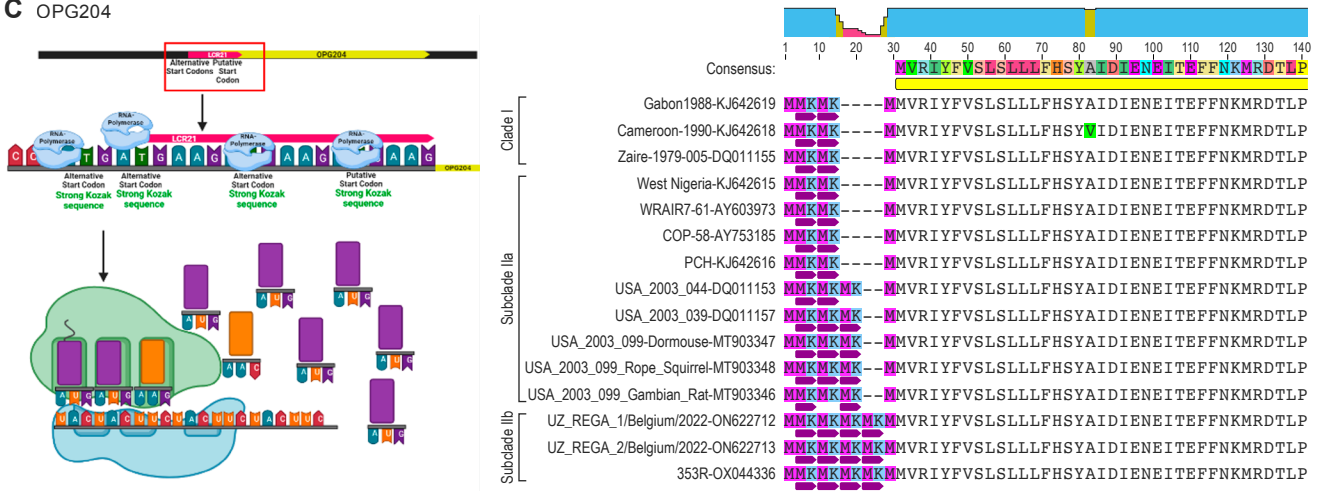 C OPG204
LCR21
OPG204
Alternative Start Codons
Putative Start Codon
RNA-Polymerase
RNA-Polymerase
RNA-Polymerase
RNA-Polymerase
LCR21
C C T G A T G A A G A A G A A G
OPG204
Alternative Start Codon
Strong Kozak sequence
Alternative Start Codon
Strong Kozak sequence
Alternative Start Codon
Strong Kozak sequence
Putative Start Codon
Strong Kozak sequence
A U G
A U G
A U G
A A C
A U G
A U G
A U G
A U G A U G A A G
U A C U A C U U C U A C U U C U A C U U C
1 10 20 30 40 50 60 70 80 90 100 110 120 130 140
Consensus: MVRIYFVSLSLLLFHSYAIDIENEITEFFNKMRDTLP
Clade I
Gabon1988-KJ642619 MMKMK----MMVRIYFVSLSLLLFHSYAIDIENEITEFFNKMRDTLP
Cameroon-1990-KJ642618 MMKMK----MMVRIYFVSLSLLLFHSYVIDIENEITEFFNKMRDTLP
Zaire-1979-005-DQ011155 MMKMK----MMVRIYFVSLSLLLFHSYAIDIENEITEFFNKMRDTLP
Subclade IIa
West Nigeria-KJ642615 MMKMK----MMVRIYFVSLSLLLFHSYAIDIENEITEFFNKMRDTLP
WRAIR7-61-AY603973 MMKMK----MMVRIYFVSLSLLLFHSYAIDIENEITEFFNKMRDTLP
COP-58-AY753185 MMKMK----MMVRIYFVSLSLLLFHSYAIDIENEITEFFNKMRDTLP
PCH-KJ642616 MMKMK----MMVRIYFVSLSLLLFHSYAIDIENEITEFFNKMRDTLP
USA_2003_044-DQ011153 MMKMKMK--MMVRIYFVSLSLLLFHSYAIDIENEITEFFNKMRDTLP
USA_2003_039-DQ011157 MMKMKMK--MMVRIYFVSLSLLLFHSYAIDIENEITEFFNKMRDTLP
USA_2003_099-Dormouse-MT903347 MMKMKMK--MMVRIYFVSLSLLLFHSYAIDIENEITEFFNKMRDTLP
USA_2003_099_Rope_Squirrel-MT903348 MMKMKMK--MMVRIYFVSLSLLLFHSYAIDIENEITEFFNKMRDTLP
USA_2003_099_Gambian_Rat-MT903346 MMKMKMK--MMVRIYFVSLSLLLFHSYAIDIENEITEFFNKMRDTLP
Subclade IIb
UZ_REGA_1/Belgium/2022-ON622712 MMKMKMKMKMMVRIYFVSLSLLLFHSYAIDIENEITEFFNKMRDTLP
UZ_REGA_2/Belgium/2022-ON622713 MMKMKMKMKMMVRIYFVSLSLLLFHSYAIDIENEITEFFNKMRDTLP
353R-OX044336 MMKMKMKMKMMVRIYFVSLSLLLFHSYAIDIENEITEFFNKMRDTLP